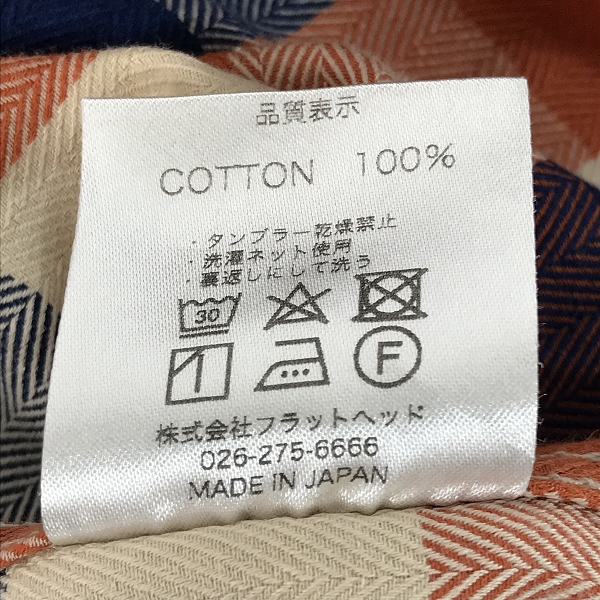 品質表示
COTTON 100%
・タンブラー乾燥禁止
・洗濯ネット使用
・裏返しにして洗う
30
F
株式会社フラットヘッド
026-275-6666
MADE IN JAPAN